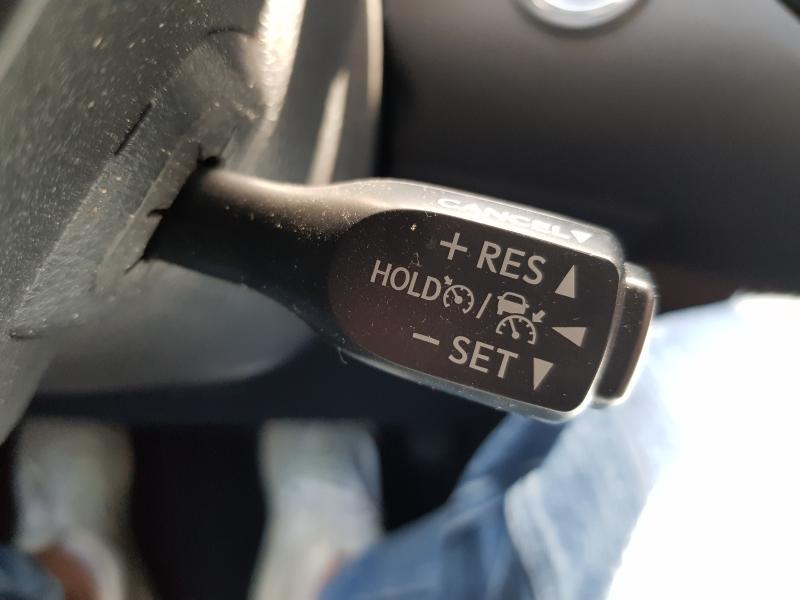 CANCEL
+ RES
HOLD /
− SET